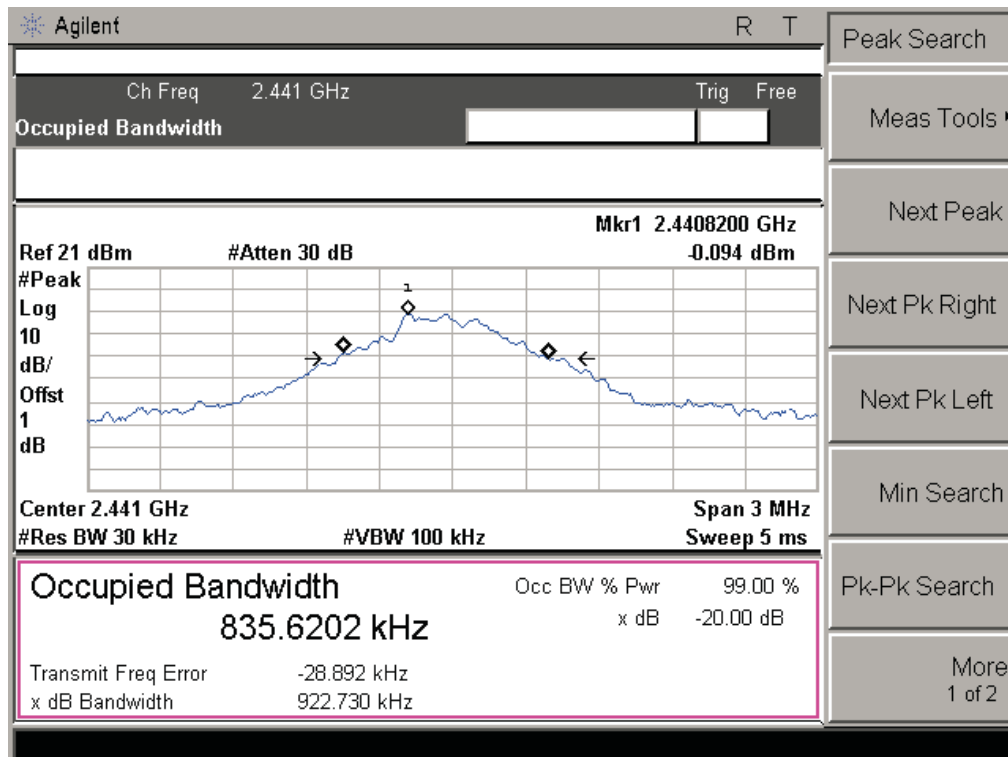 Agilent R T
Ch Freq 2.441 GHz Trig Free
Occupied Bandwidth
Mkr1 2.4408200 GHz
Ref 21 dBm #Atten 30 dB -0.094 dBm
#Peak
Log
10
dB/
Offst
1
dB
1
Center 2.441 GHz Span 3 MHz
#Res BW 30 kHz #VBW 100 kHz Sweep 5 ms
Occupied Bandwidth Occ BW % Pwr 99.00 %
835.6202 kHz x dB -20.00 dB
Transmit Freq Error -28.892 kHz
x dB Bandwidth 922.730 kHz
Peak Search
Meas Tools
Next Peak
Next Pk Right
Next Pk Left
Min Search
Pk-Pk Search
More
1 of 2